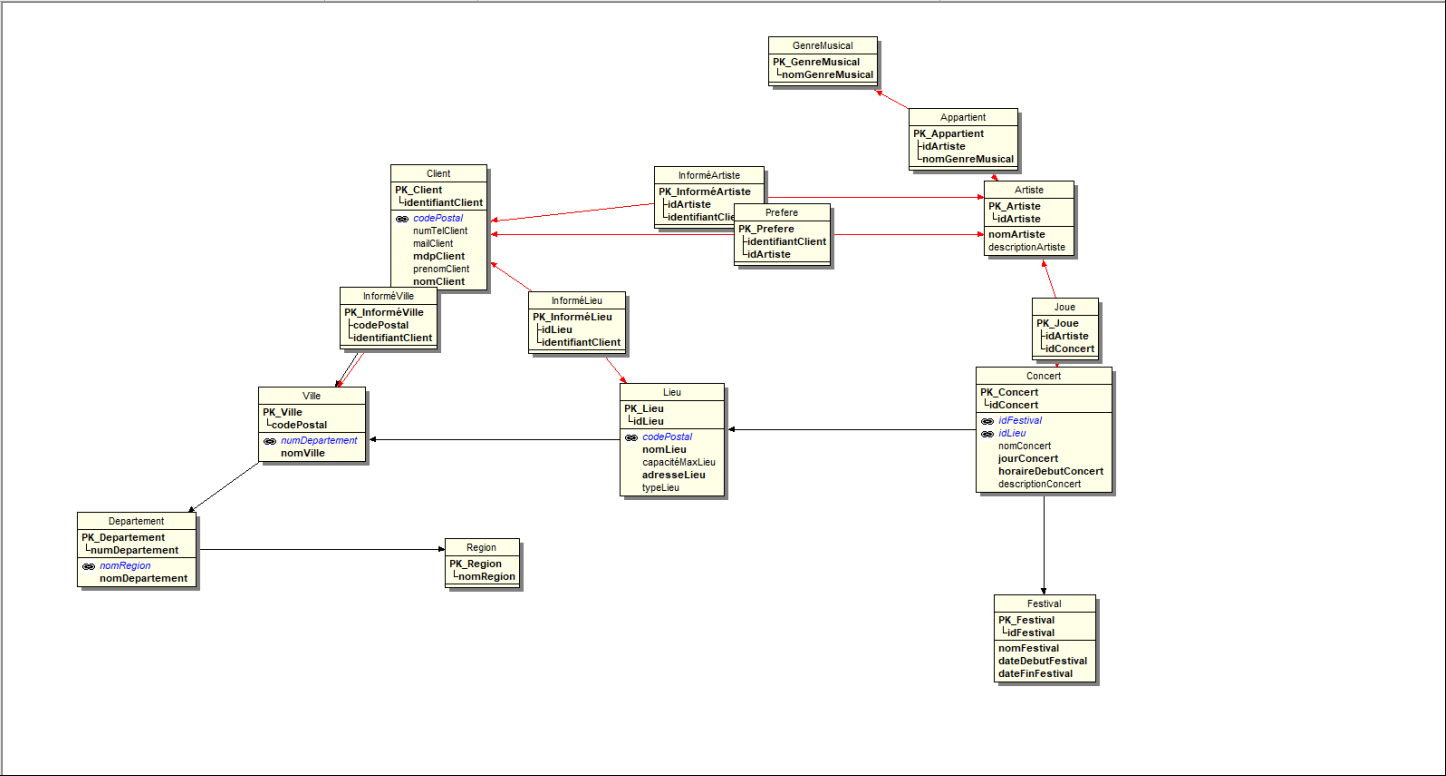 GenreMusical
PK_GenreMusical
nomGenreMusical
Appartient
PK_Appartient
idArtiste
nomGenreMusical
Client
PK_Client
identifiantClient
codePostal
numTelClient
mailClient
mdpClient
prenomClient
nomClient
InforméArtiste
PK_InforméArtiste
idArtiste
identifiantClie
Prefere
PK_Prefere
identifiantClient
idArtiste
Artiste
PK_Artiste
idArtiste
nomArtiste
descriptionArtiste
InforméVille
PK_InforméVille
codePostal
identifiantClient
InforméLieu
PK_InforméLieu
idLieu
identifiantClient
Joue
PK_Joue
idArtiste
idConcert
Ville
PK_Ville
codePostal
numDepartement
nomVille
Lieu
PK_Lieu
idLieu
codePostal
nomLieu
capacitéMaxLieu
adresseLieu
typeLieu
Concert
PK_Concert
idConcert
idFestival
idLieu
nomConcert
jourConcert
horaireDebutConcert
descriptionConcert
Departement
PK_Departement
numDepartement
nomRegion
nomDepartement
Region
PK_Region
nomRegion
Festival
PK_Festival
idFestival
nomFestival
dateDebutFestival
dateFinFestival